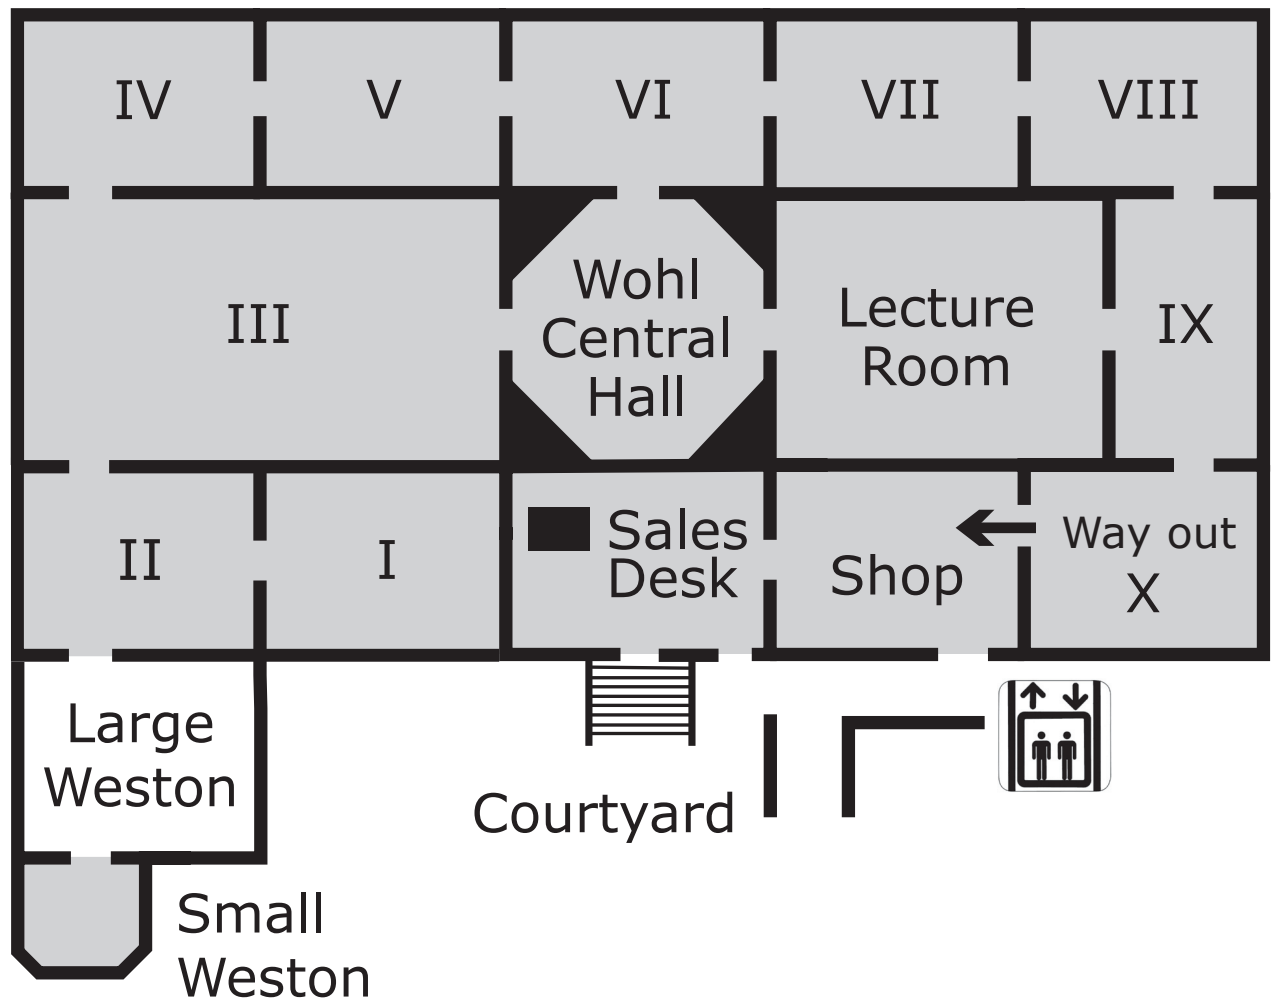 IV
V
VI
VII
VIII
III
Wohl
Central
Hall
Lecture
Room
IX
II
I
Sales
Desk
Shop
Way out
X
Large
Weston
Courtyard
Small
Weston